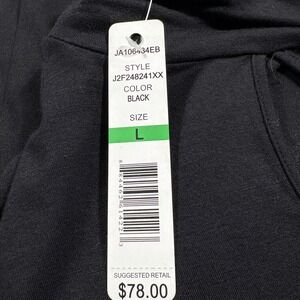 JA106434EB
STYLE
J2F248241XX
COLOR
BLACK
SIZE
L
SUGGESTED RETAIL
$78.00